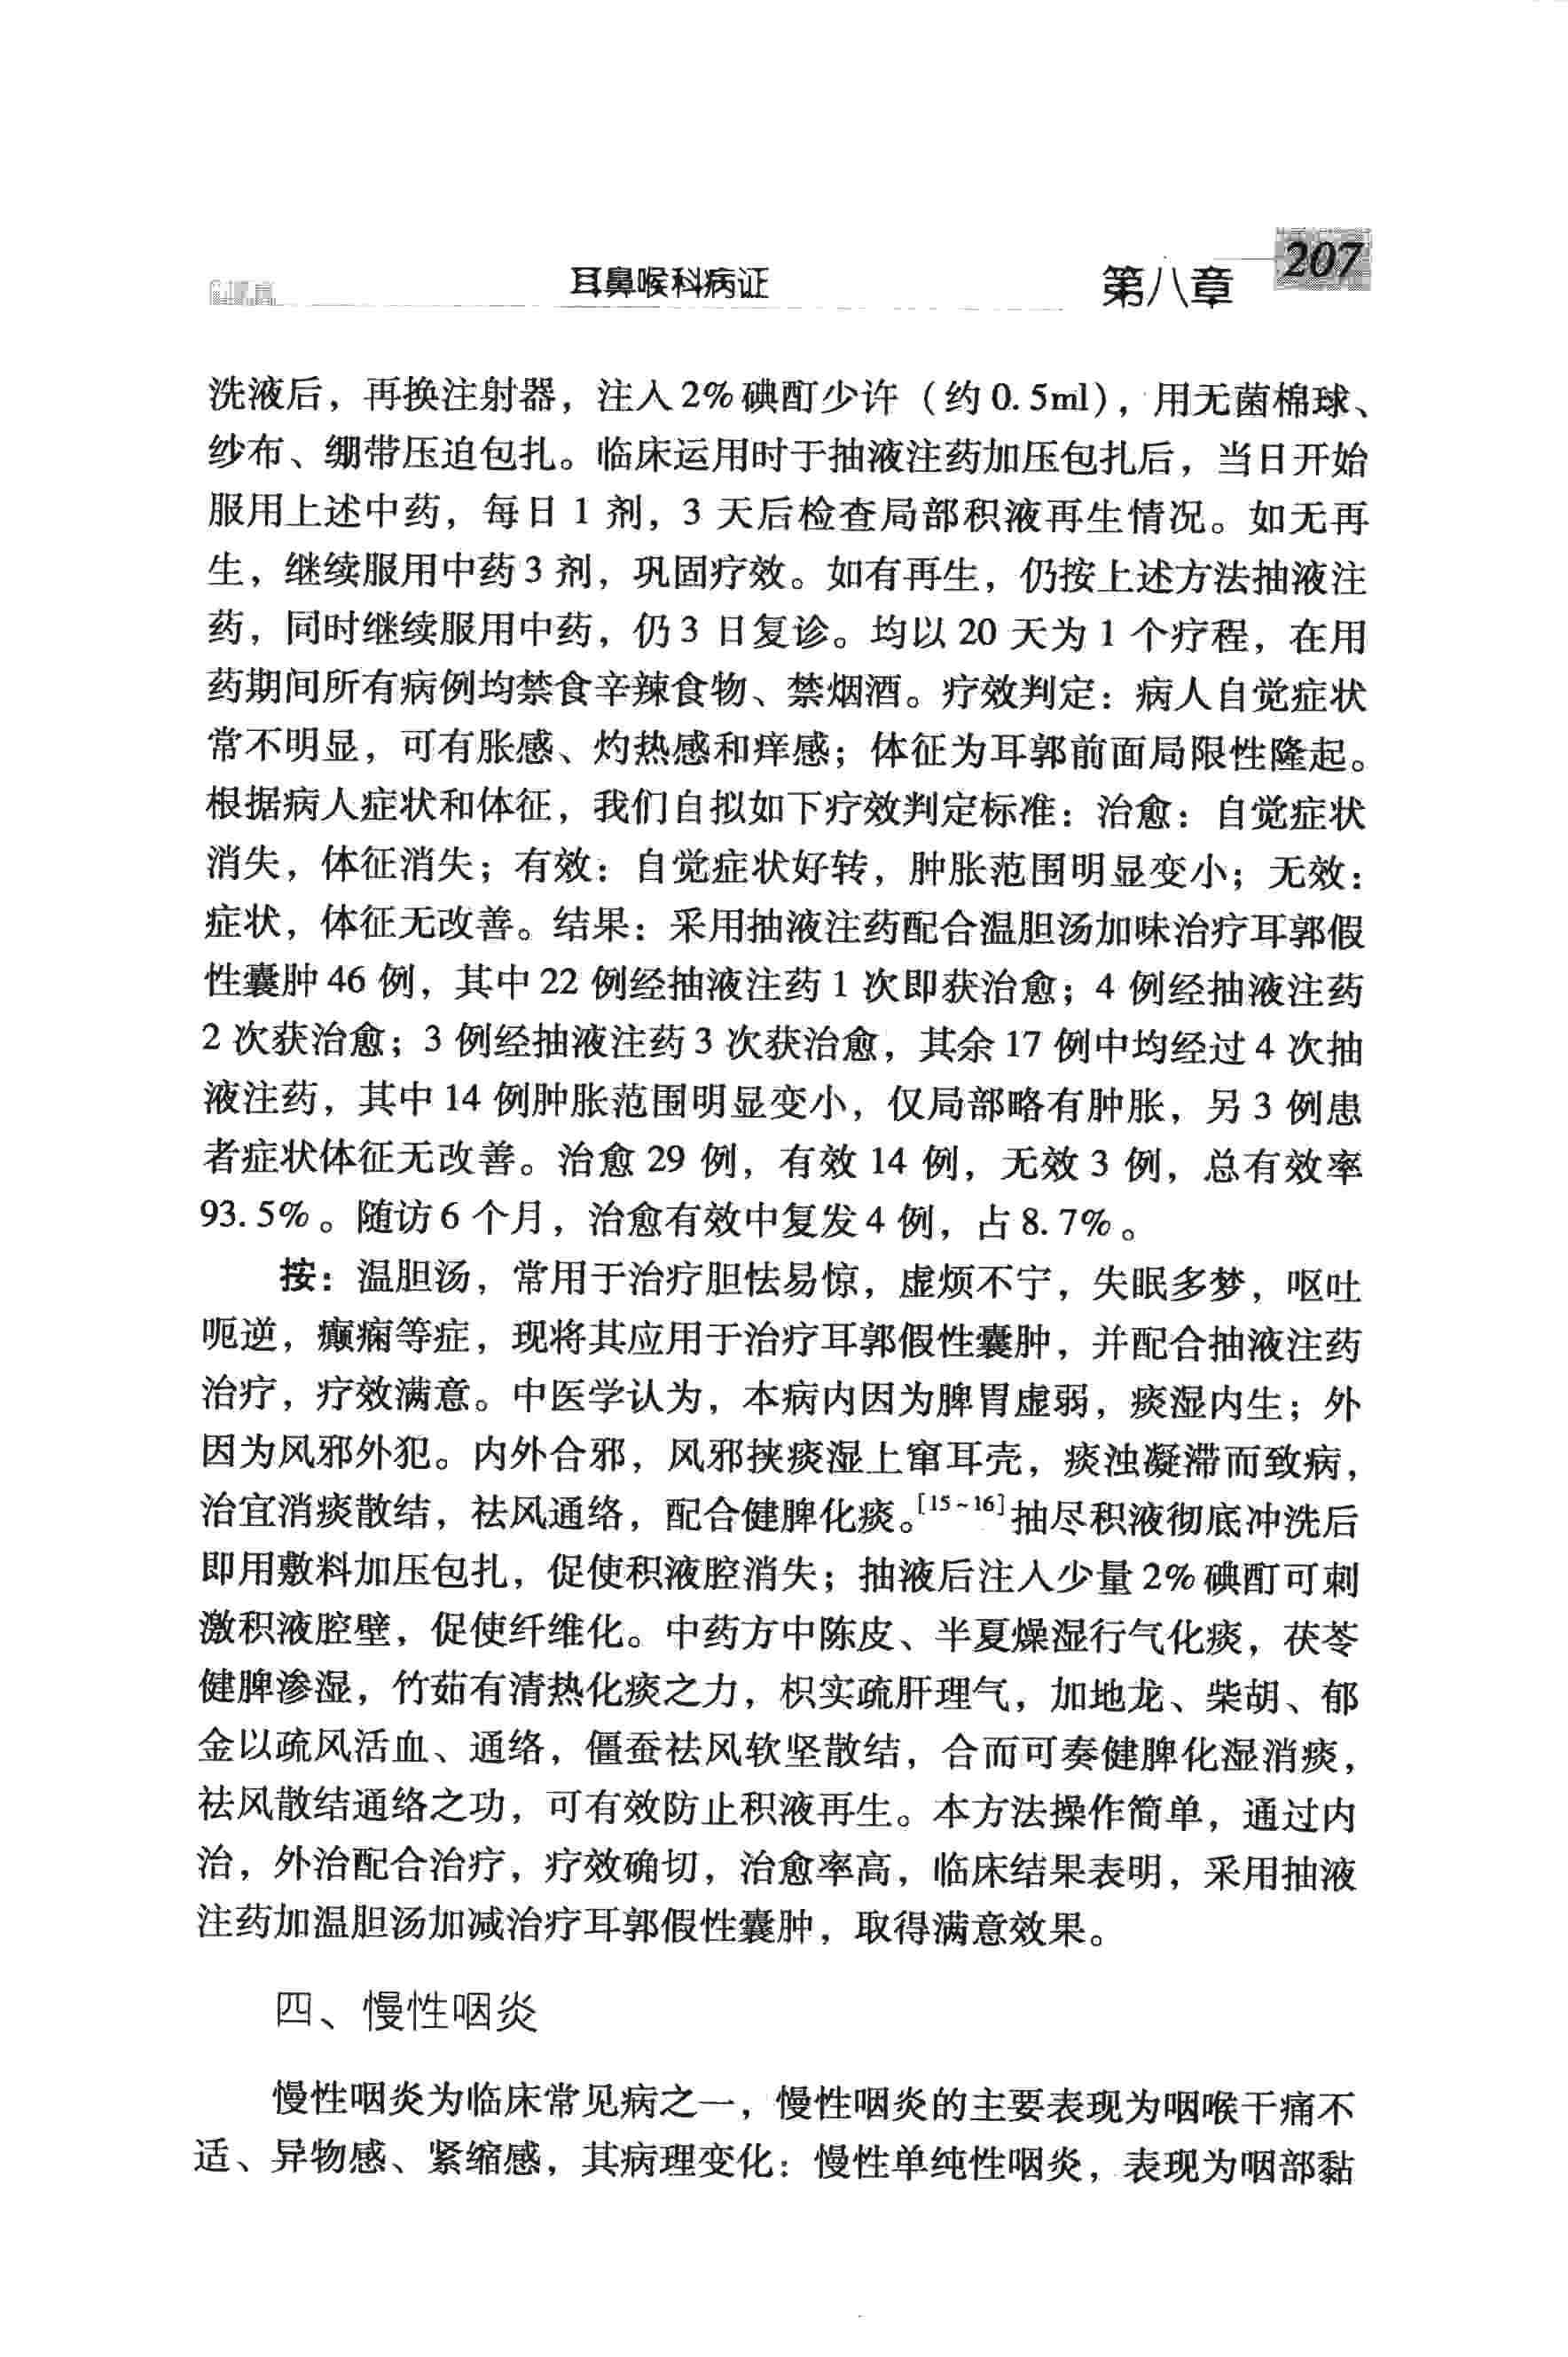 耳鼻喉科病证 第八章 207
洗液后，再换注射器，注入2%碘酊少许（约0.5ml），用无菌棉球、
纱布、绷带压迫包扎。临床运用时于抽液注药加压包扎后，当日开始
服用上述中药，每日1剂，3天后检查局部积液再生情况。如无再
生，继续服用中药3剂，巩固疗效。如有再生，仍按上述方法抽液注
药，同时继续服用中药，仍3日复诊。均以20天为1个疗程，在用
药期间所有病例均禁食辛辣食物、禁烟酒。疗效判定：病人自觉症状
常不明显，可有胀感、灼热感和痒感；体征为耳郭前面局限性隆起。
根据病人症状和体征，我们自拟如下疗效判定标准：治愈：自觉症状
消失，体征消失；有效：自觉症状好转，肿胀范围明显变小；无效：
症状，体征无改善。结果：采用抽液注药配合温胆汤加味治疗耳郭假
性囊肿46例，其中22例经抽液注药1次即获治愈；4例经抽液注药
2次获治愈；3例经抽液注药3次获治愈，其余17例中均经过4次抽
液注药，其中14例肿胀范围明显变小，仅局部略有肿胀，另3例患
者症状体征无改善。治愈29例，有效14例，无效3例，总有效率
93.5%。随访6个月，治愈有效中复发4例，占8.7%。
按：温胆汤，常用于治疗胆怯易惊，虚烦不宁，失眠多梦，呕吐
呃逆，癫痫等症，现将其应用于治疗耳郭假性囊肿，并配合抽液注药
治疗，疗效满意。中医学认为，本病内因为脾胃虚弱，痰湿内生；外
因为风邪外犯。内外合邪，风邪挟痰湿上窜耳壳，痰浊凝滞而致病，
治宜消痰散结，祛风通络，配合健脾化痰。[15~16]抽尽积液彻底冲洗后
即用敷料加压包扎，促使积液腔消失；抽液后注入少量2%碘酊可刺
激积液腔壁，促使纤维化。中药方中陈皮、半夏燥湿行气化痰，茯苓
健脾渗湿，竹茹有清热化痰之力，枳实疏肝理气，加地龙、柴胡、郁
金以疏风活血、通络，僵蚕祛风软坚散结，合而可奏健脾化湿消痰，
祛风散结通络之功，可有效防止积液再生。本方法操作简单，通过内
治，外治配合治疗，疗效确切，治愈率高，临床结果表明，采用抽液
注药加温胆汤加减治疗耳郭假性囊肿，取得满意效果。
四、慢性咽炎
慢性咽炎为临床常见病之一，慢性咽炎的主要表现为咽喉干痛不
适、异物感、紧缩感，其病理变化：慢性单纯性咽炎，表现为咽部黏